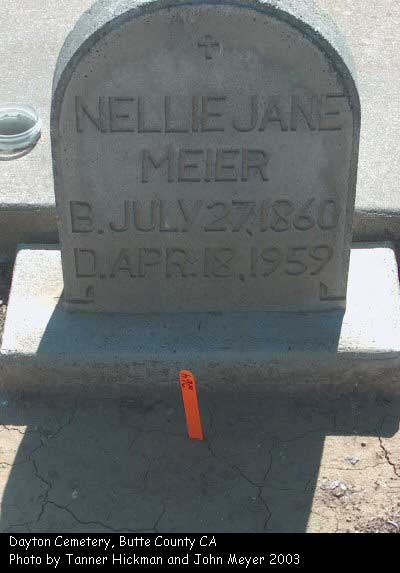 NELLIE JANE
MEIER
B. JULY 27, 1860
D. APR. 18, 1959
Dayton Cemetery, Butte County CA
Photo by Tanner Hickman and John Meyer 2003